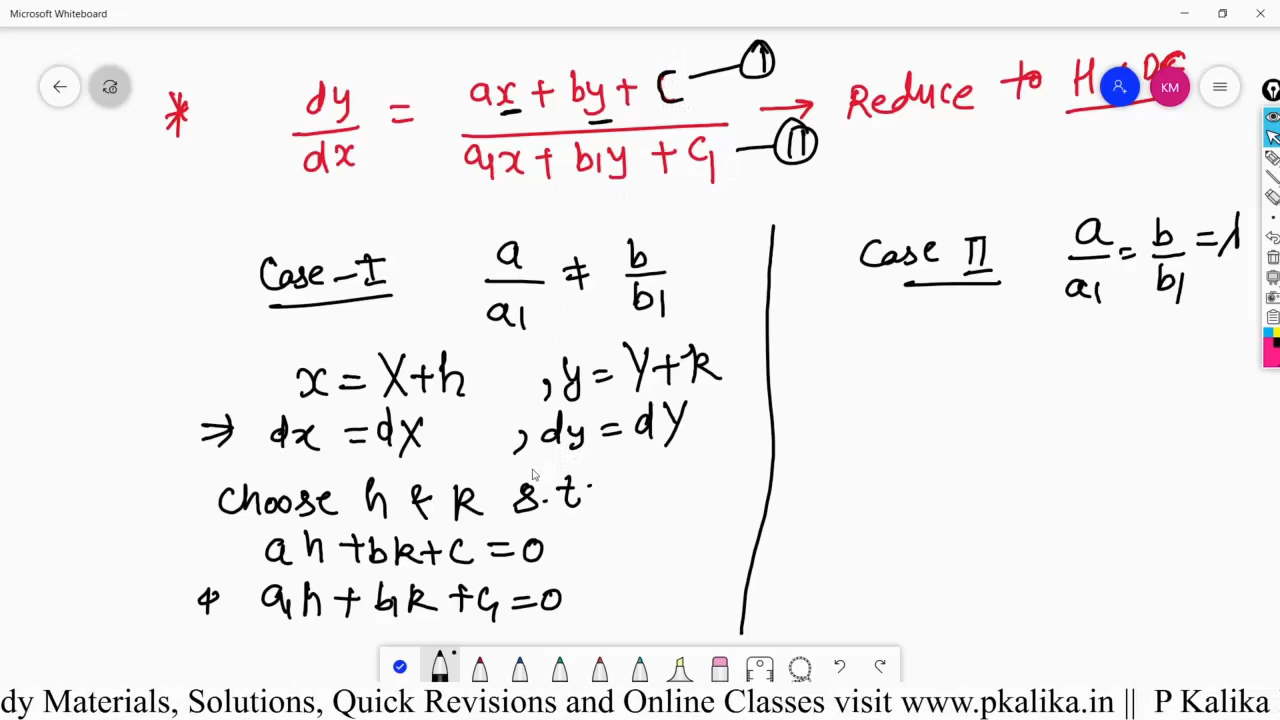 Microsoft Whiteboard
* dy/dx = (ax + by + C)/(a1x + b1y + C1) → Reduce to
I
II
KM
Case - I a/a1 ≠ b/b1
x = X+h , y = Y+k
⇒ dx = dX , dy = dY
Choose h & k s.t.
ah + bk + c = 0
& a1h + b1k + c1 = 0
Case II a/a1 = b/b1 = λ
dy Materials, Solutions, Quick Revisions and Online Classes visit www.pkalika.in || P Kalika